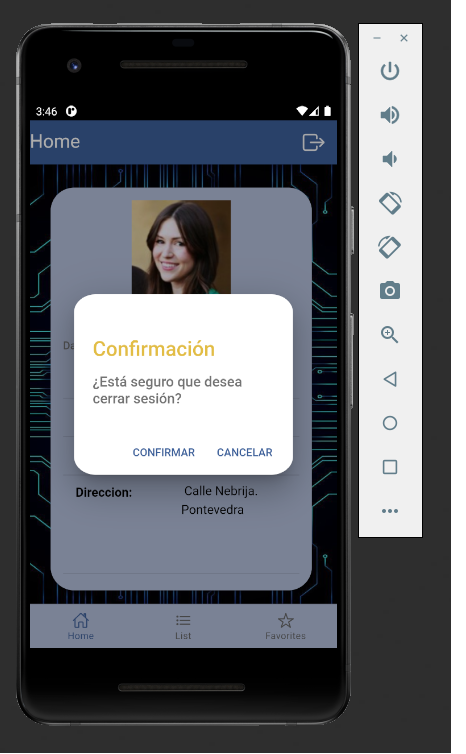 3:46
Home
Da
Confirmación
¿Está seguro que desea
cerrar sesión?
CONFIRMAR CANCELAR
Direccion: Calle Nebrija.
Pontevedra
Home List Favorites